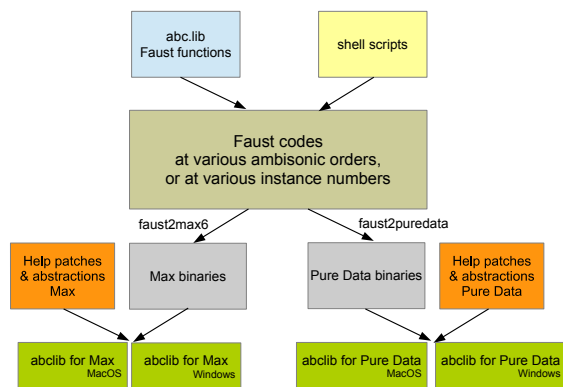 abc.lib
Faust functions
shell scripts
Faust codes
at various ambisonic orders,
or at various instance numbers
faust2max6
faust2puredata
Help patches
& abstractions
Max
Max binaries
Pure Data binaries
Help patches
& abstractions
Pure Data
abclib for Max
MacOS
abclib for Max
Windows
abclib for Pure Data
MacOS
abclib for Pure Data
Windows